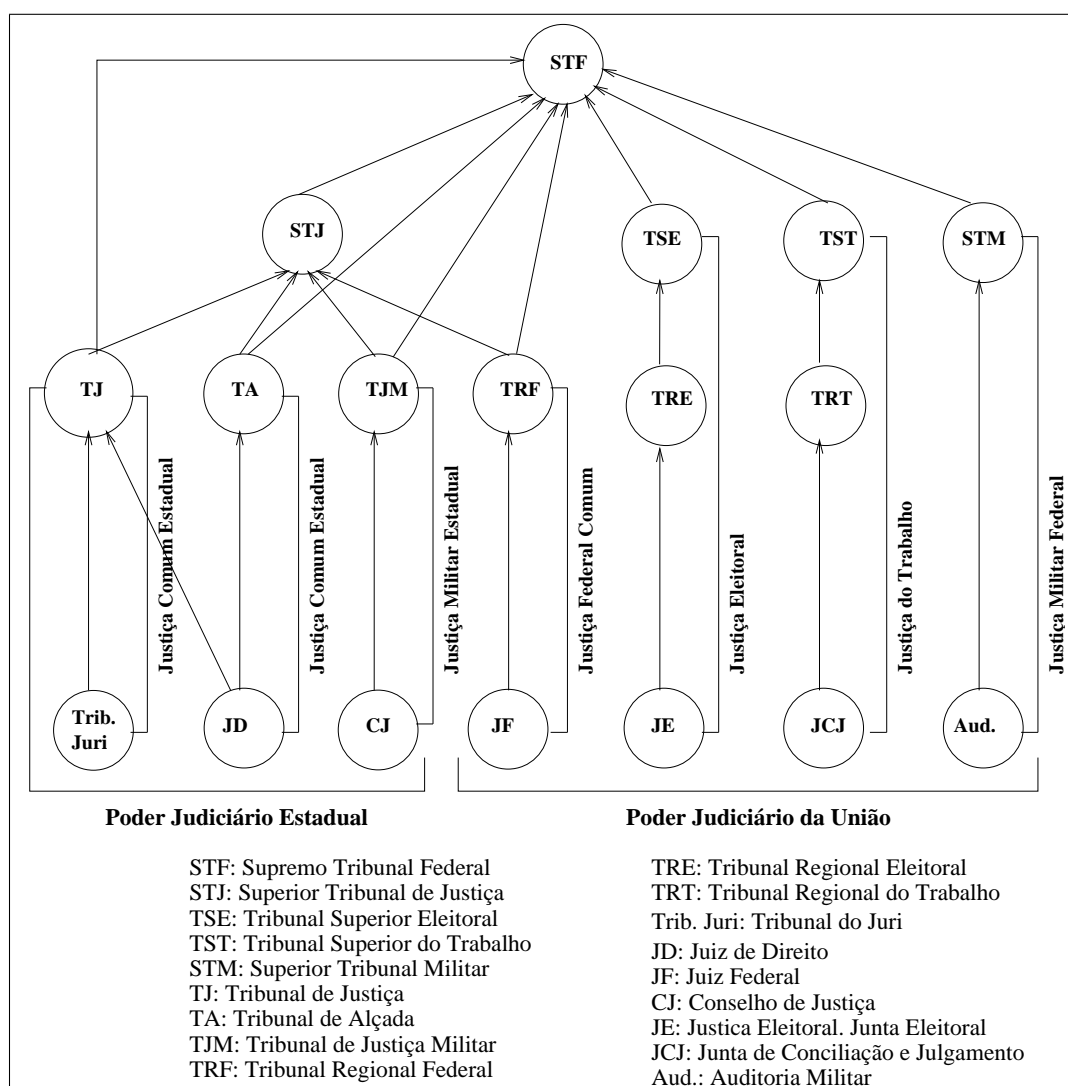 STF
STJ
TSE
TST
STM
TJ
TA
TJM
TRF
TRE
TRT
Justiça Comum Estadual
Justiça Comum Estadual
Justiça Militar Estadual
Justiça Federal Comum
Justiça Eleitoral
Justiça do Trabalho
Justiça Militar Federal
Trib.
Juri
JD
CJ
JF
JE
JCJ
Aud.
Poder Judiciário Estadual
Poder Judiciário da União
STF: Supremo Tribunal Federal
STJ: Superior Tribunal de Justiça
TSE: Tribunal Superior Eleitoral
TST: Tribunal Superior do Trabalho
STM: Superior Tribunal Militar
TJ: Tribunal de Justiça
TA: Tribunal de Alçada
TJM: Tribunal de Justiça Militar
TRF: Tribunal Regional Federal
TRE: Tribunal Regional Eleitoral
TRT: Tribunal Regional do Trabalho
Trib. Juri: Tribunal do Juri
JD: Juiz de Direito
JF: Juiz Federal
CJ: Conselho de Justiça
JE: Justica Eleitoral. Junta Eleitoral
JCJ: Junta de Conciliação e Julgamento
Aud.: Auditoria Militar